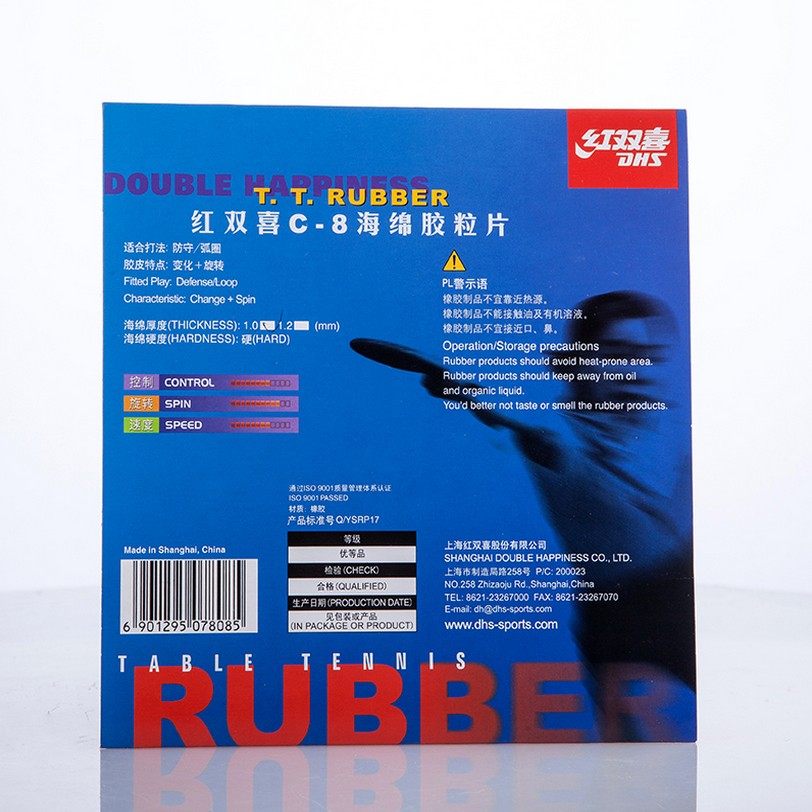 红双喜
DHS
DOUBLE HAPPINESS
T. T. RUBBER
红双喜C-8海绵胶粒片
适合打法: 防守/弧圈
胶皮特点: 变化+旋转
Fitted Play: Defense/Loop
Characteristic: Change + Spin
海绵厚度(THICKNESS): 1.0 1.2 (mm)
海绵硬度(HARDNESS): 硬(HARD)
控制 CONTROL
旋转 SPIN
速度 SPEED
PL警示语
橡胶制品不宜靠近热源。
橡胶制品不能接触油及有机溶液。
橡胶制品不宜接近口、鼻。
Operation/Storage precautions
Rubber products should avoid heat-prone area.
Rubber products should keep away from oil
and organic liquid.
You'd better not taste or smell the rubber products.
通过ISO 9001质量管理体系认证
ISO 9001 PASSED
材质: 橡胶
产品标准号 Q/YSRP17
等级
优等品
检验(CHECK)
合格(QUALIFIED)
生产日期(PRODUCTION DATE)
见包装或产品
(IN PACKAGE OR PRODUCT)
上海红双喜股份有限公司
SHANGHAI DOUBLE HAPPINESS CO., LTD.
上海市制造局路258号 P/C: 200023
NO.258 Zhizaoju Rd.,Shanghai,China
TEL: 8621-23267000 FAX: 8621-23267070
E-mail: dh@dhs-sports.com
www.dhs-sports.com
Made in Shanghai, China
6 901295 078085
TABLE TENNIS
RUBBER